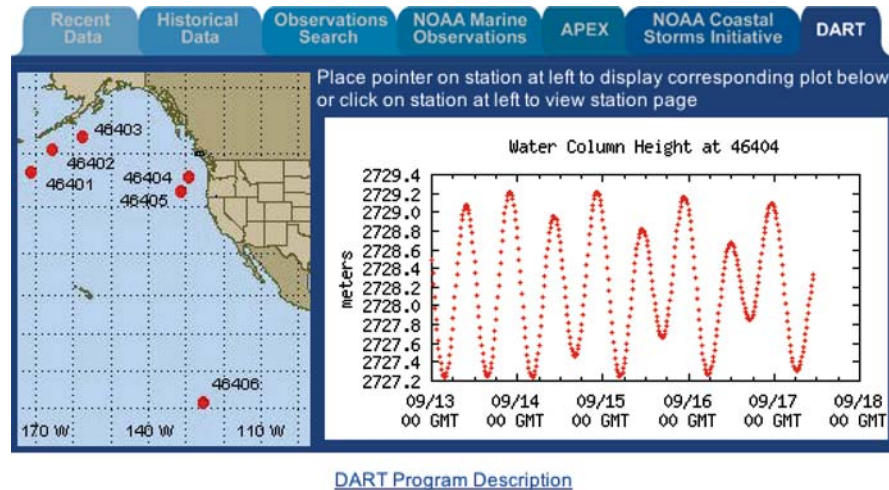 Recent Data
Historical Data
Observations Search
NOAA Marine Observations
APEX
NOAA Coastal Storms Initiative
DART
Place pointer on station at left to display corresponding plot below
or click on station at left to view station page
46403
46402
46401
46404
46405
46406
170 W
140 W
110 W
Water Column Height at 46404
meters
2729.4
2729.2
2729.0
2728.8
2728.6
2728.4
2728.2
2728.0
2727.8
2727.6
2727.4
2727.2
09/13 09/14 09/15 09/16 09/17 09/18
00 GMT 00 GMT 00 GMT 00 GMT 00 GMT 00 GMT
DART Program Description